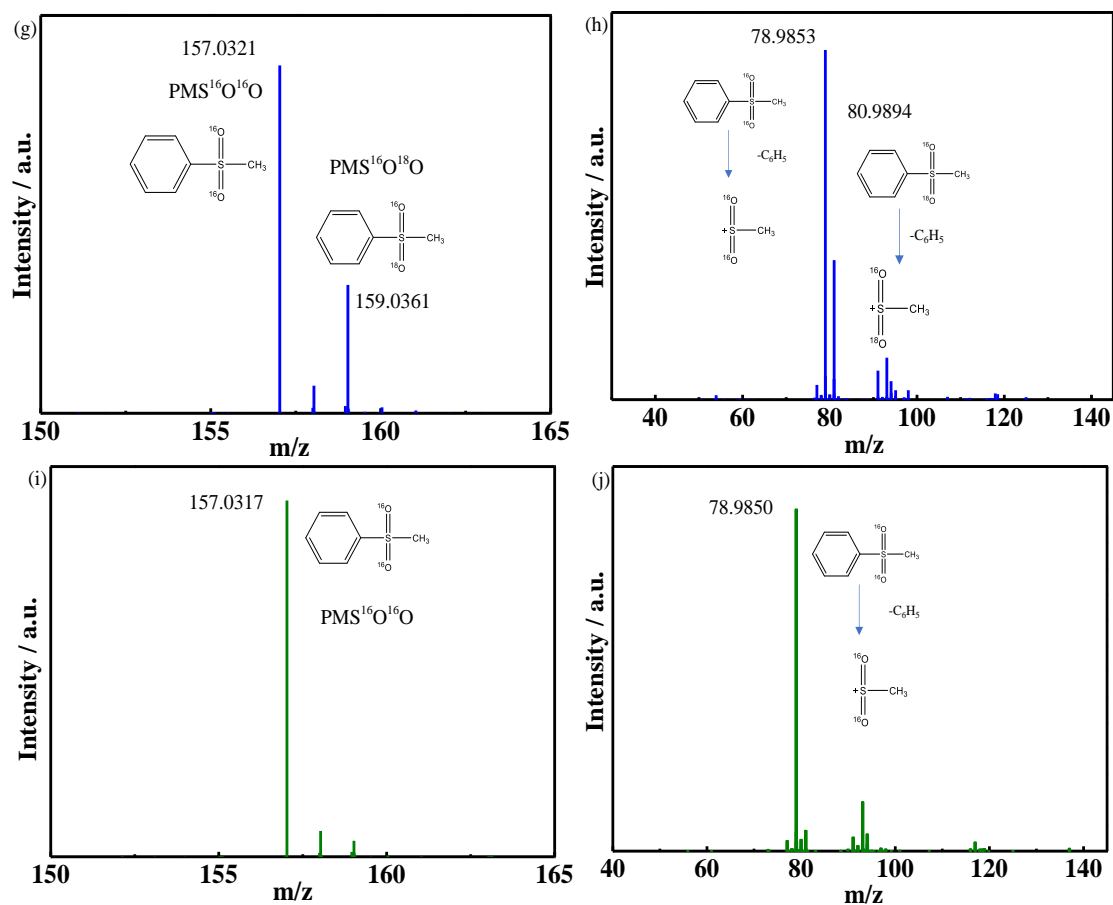 (g)
157.0321
PMS¹⁶O¹⁶O
¹⁶O
S
CH₃
¹⁶O
PMS¹⁶O¹⁸O
¹⁶O
S
CH₃
¹⁸O
159.0361
Intensity / a.u.
150 155 160 165
m/z
(h)
78.9853
¹⁶O
S
CH₃
¹⁶O
-C₆H₅
¹⁶O
+S
CH₃
¹⁶O
80.9894
¹⁶O
S
CH₃
¹⁸O
-C₆H₅
¹⁶O
+S
CH₃
¹⁸O
Intensity / a.u.
40 60 80 100 120 140
m/z
(i)
157.0317
¹⁶O
S
CH₃
¹⁶O
PMS¹⁶O¹⁶O
Intensity / a.u.
150 155 160 165
m/z
(j)
78.9850
¹⁶O
S
CH₃
¹⁶O
-C₆H₅
¹⁶O
+S
CH₃
¹⁶O
Intensity / a.u.
40 60 80 100 120 140
m/z